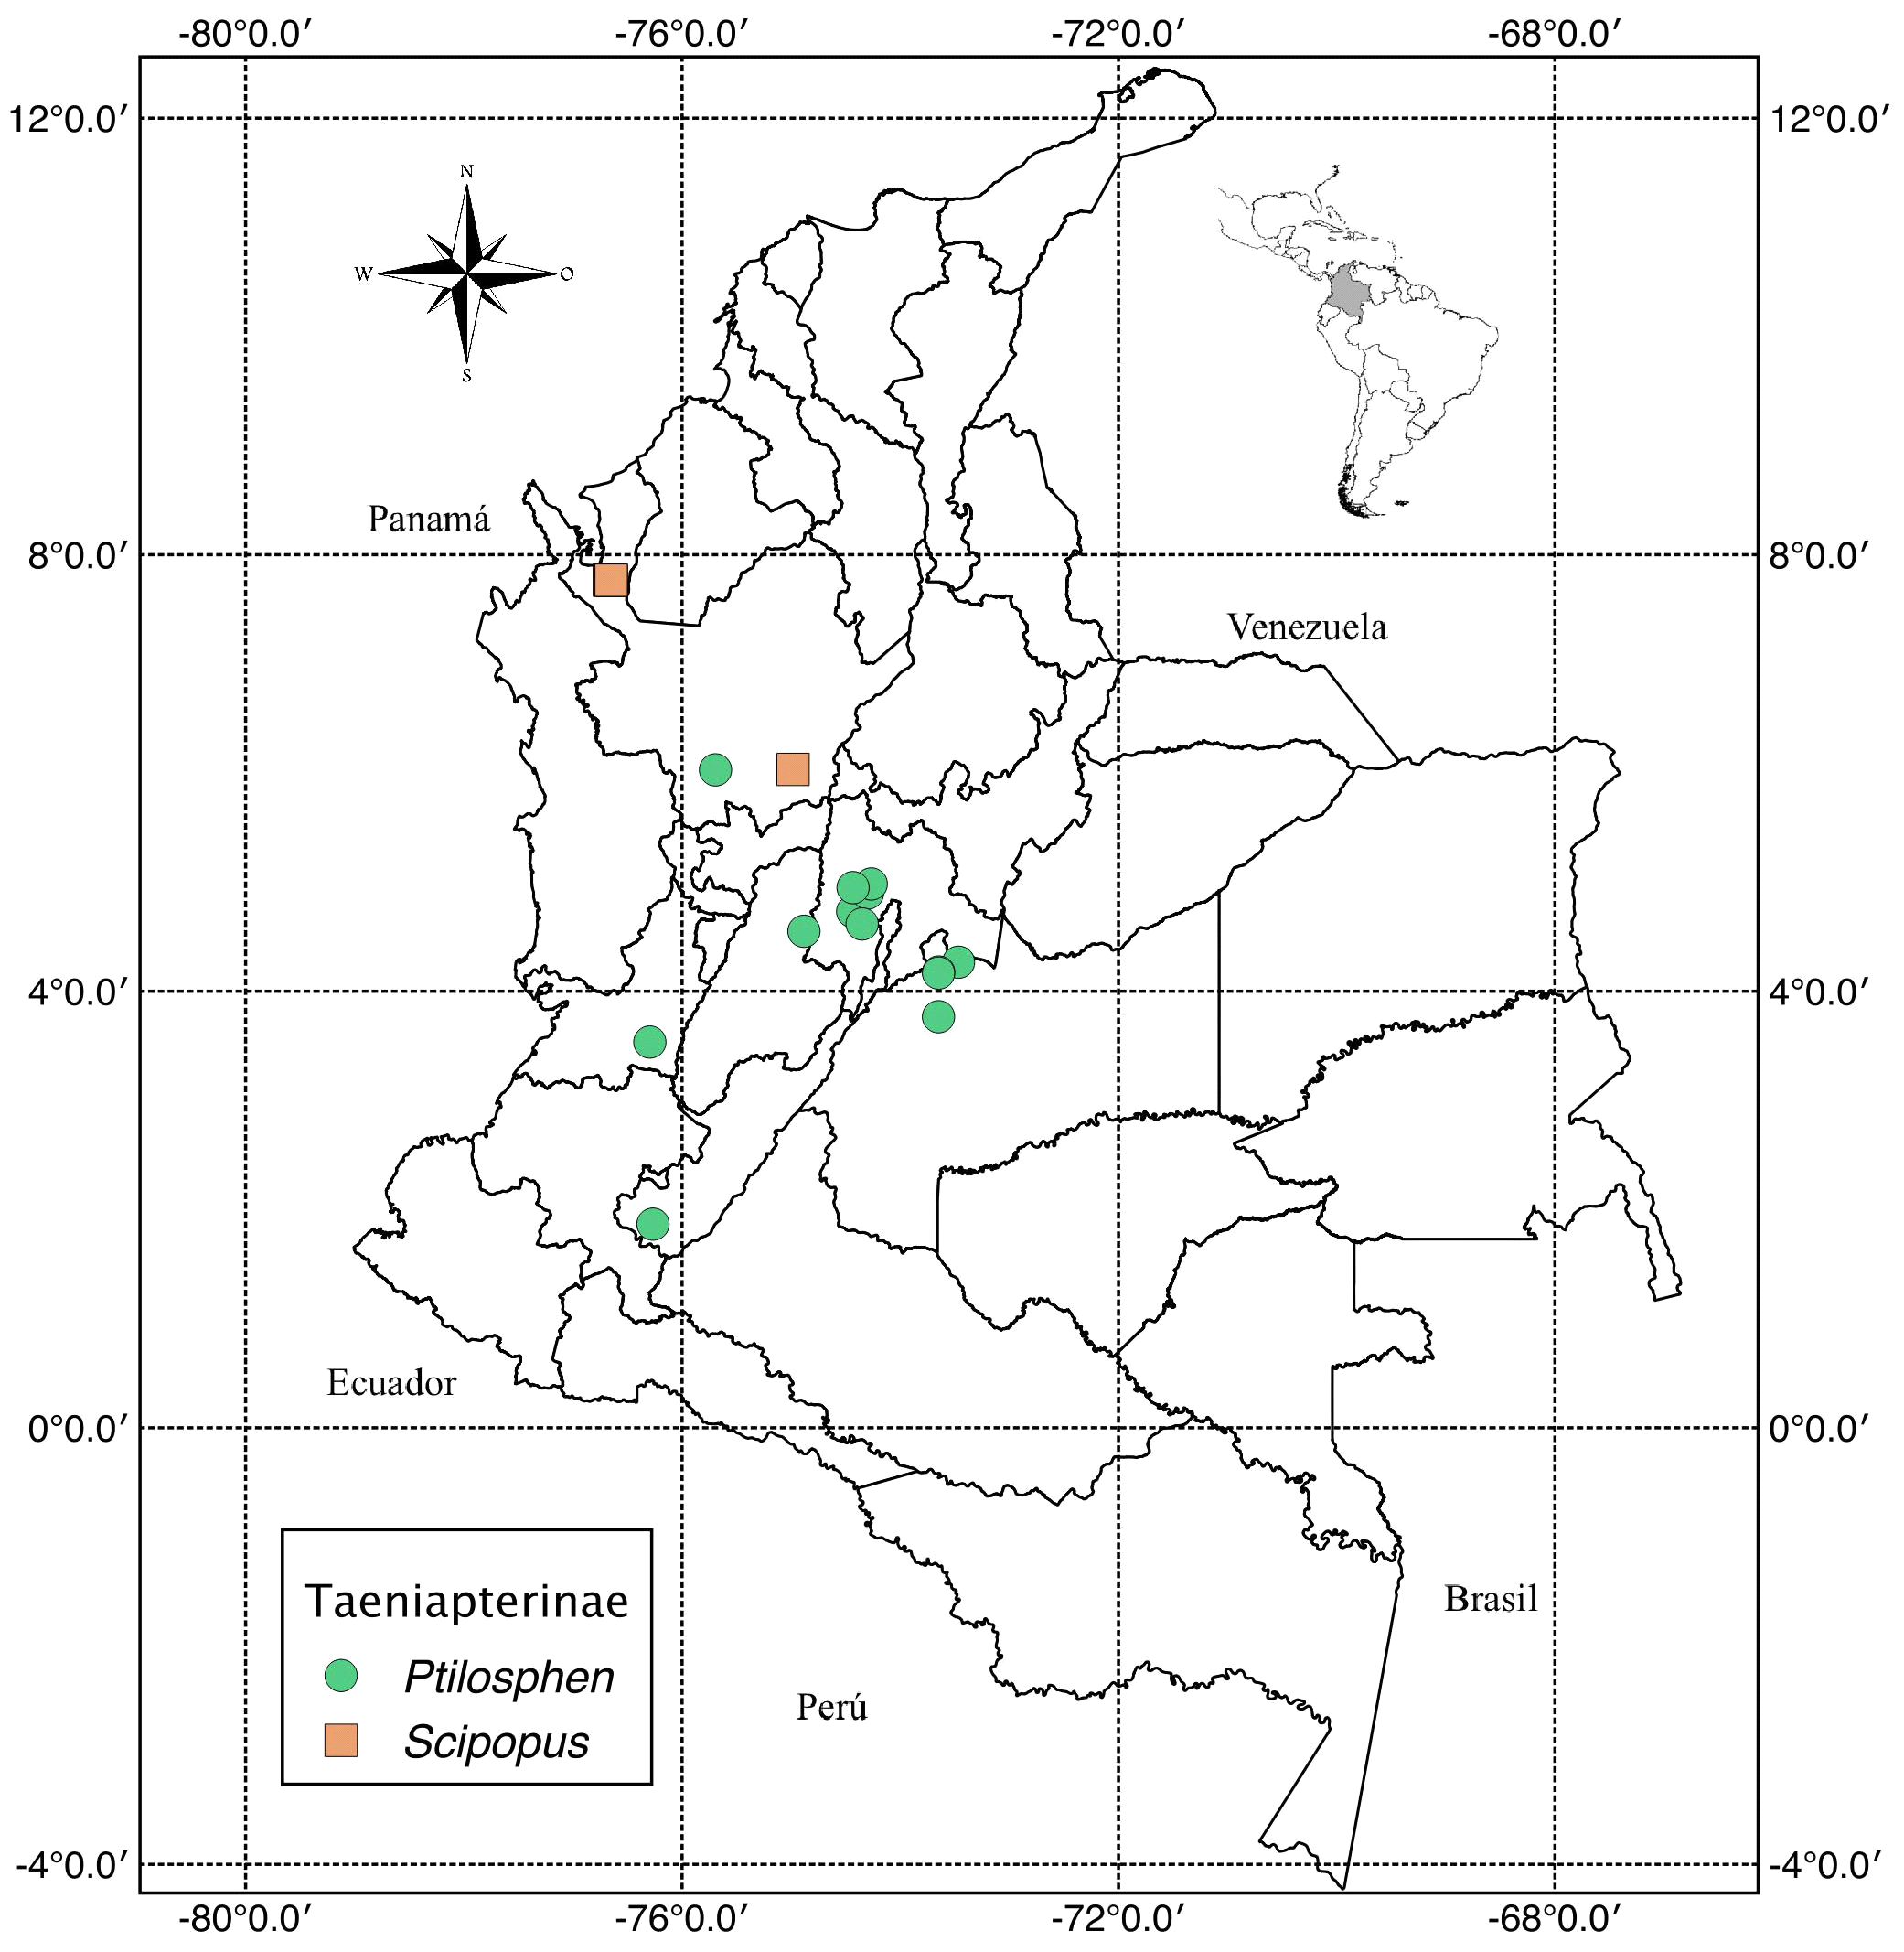 -80°0.0′ -76°0.0′ -72°0.0′ -68°0.0′
12°0.0′ 12°0.0′
N
W O
S
Panamá
8°0.0′ 8°0.0′
Venezuela
4°0.0′ 4°0.0′
Ecuador
0°0.0′ 0°0.0′
Taeniapterinae
Brasil
Ptilosphen
Perú
Scipopus
-4°0.0′ -4°0.0′
-80°0.0′ -76°0.0′ -72°0.0′ -68°0.0′